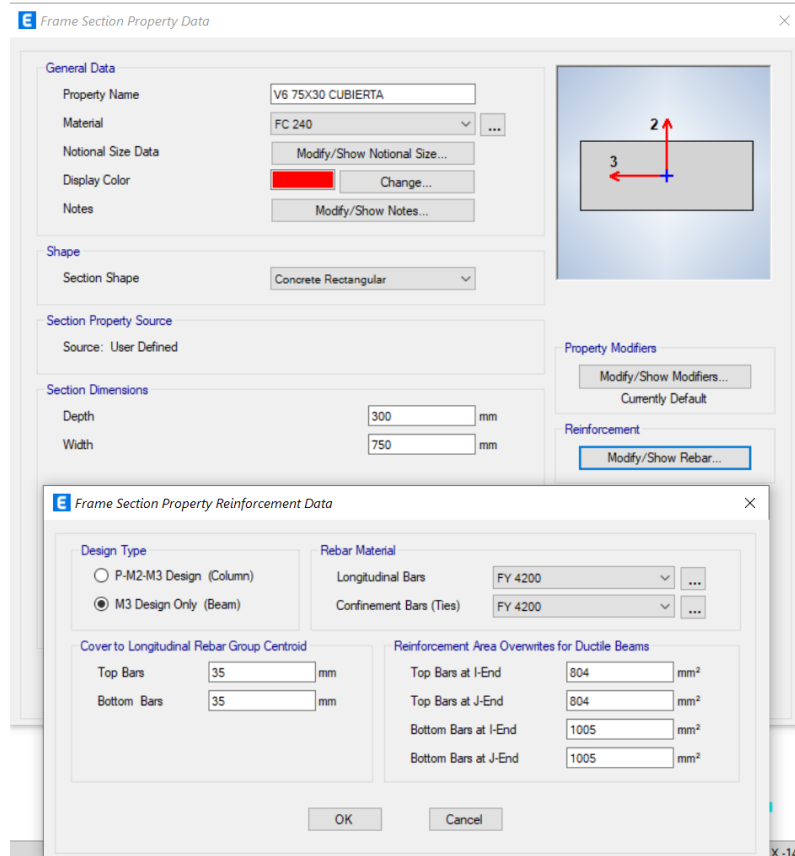 E Frame Section Property Data
General Data
Property Name V6 75X30 CUBIERTA
Material FC 240 ...
Notional Size Data Modify/Show Notional Size...
Display Color Change...
Notes Modify/Show Notes...
2
3
Shape
Section Shape Concrete Rectangular
Section Property Source
Source: User Defined
Property Modifiers
Modify/Show Modifiers...
Currently Default
Section Dimensions
Depth 300 mm
Width 750 mm
Reinforcement
Modify/Show Rebar...
E Frame Section Property Reinforcement Data
Design Type
P-M2-M3 Design (Column)
M3 Design Only (Beam)
Rebar Material
Longitudinal Bars FY 4200 ...
Confinement Bars (Ties) FY 4200 ...
Cover to Longitudinal Rebar Group Centroid
Top Bars 35 mm
Bottom Bars 35 mm
Reinforcement Area Overwrites for Ductile Beams
Top Bars at I-End 804 mm²
Top Bars at J-End 804 mm²
Bottom Bars at I-End 1005 mm²
Bottom Bars at J-End 1005 mm²
OK Cancel